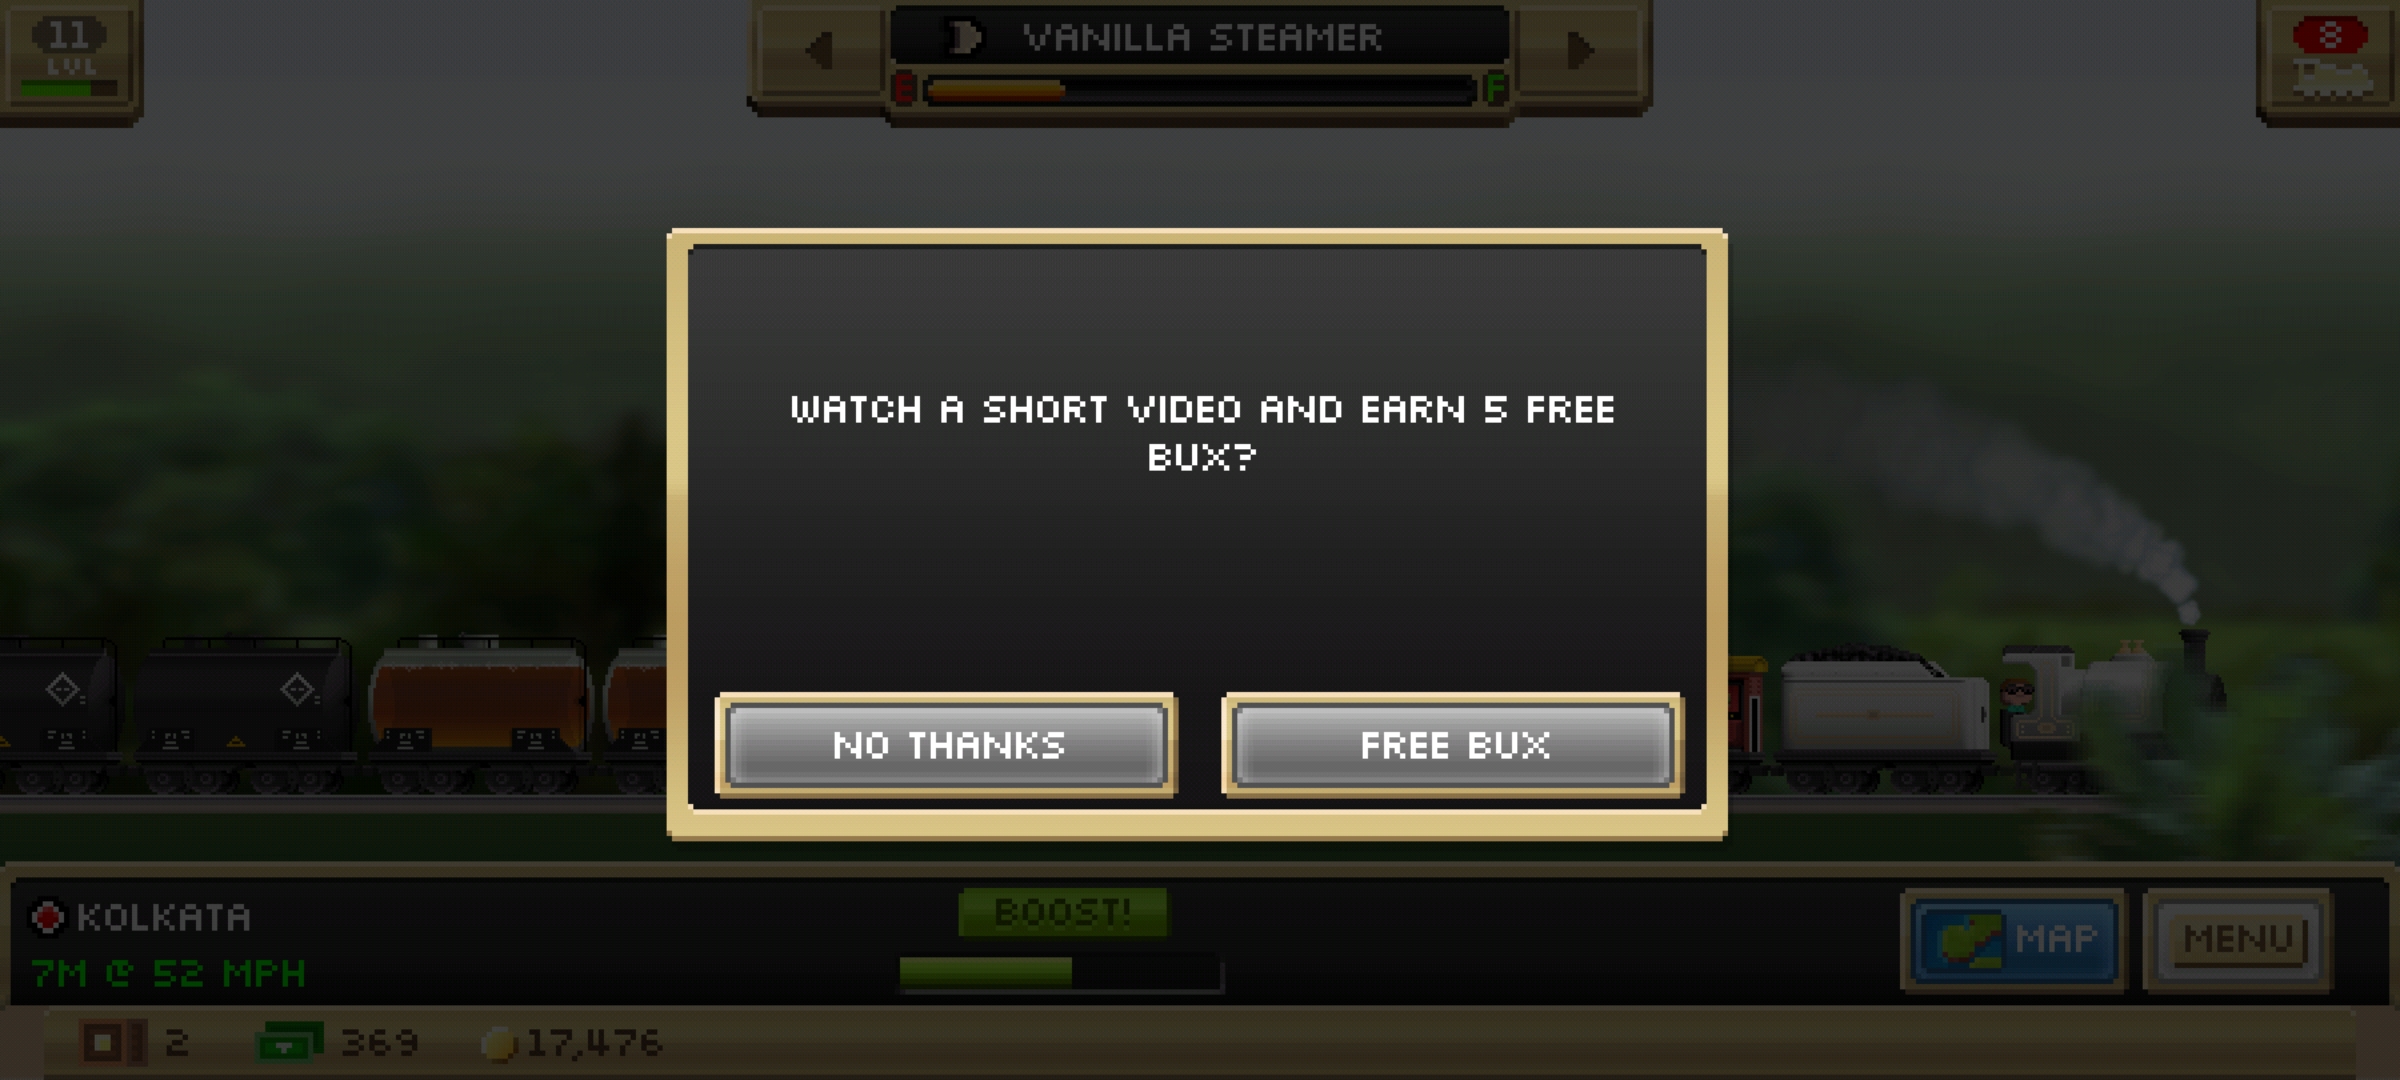 11
LVL
VANILLA STEAMER
E F
8
WATCH A SHORT VIDEO AND EARN 5 FREE
BUX?
NO THANKS
FREE BUX
KOLKATA
7M @ 52 MPH
BOOST!
MAP
MENU
2
369
17,476